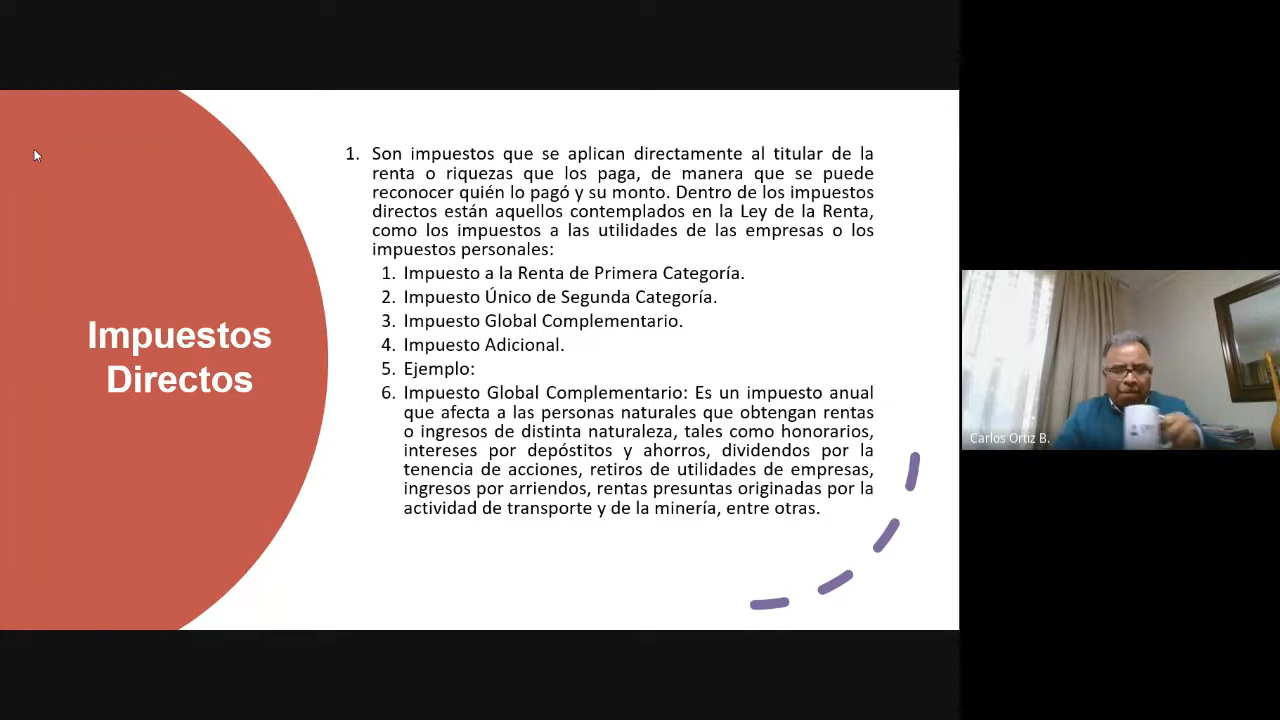 Impuestos
Directos
1. Son impuestos que se aplican directamente al titular de la
renta o riquezas que los paga, de manera que se puede
reconocer quién lo pagó y su monto. Dentro de los impuestos
directos están aquellos contemplados en la Ley de la Renta,
como los impuestos a las utilidades de las empresas o los
impuestos personales:
1. Impuesto a la Renta de Primera Categoría.
2. Impuesto Único de Segunda Categoría.
3. Impuesto Global Complementario.
4. Impuesto Adicional.
5. Ejemplo:
6. Impuesto Global Complementario: Es un impuesto anual
que afecta a las personas naturales que obtengan rentas
o ingresos de distinta naturaleza, tales como honorarios,
intereses por depóstitos y ahorros, dividendos por la
tenencia de acciones, retiros de utilidades de empresas,
ingresos por arriendos, rentas presuntas originadas por la
actividad de transporte y de la minería, entre otras.
Carlos Ortiz B.